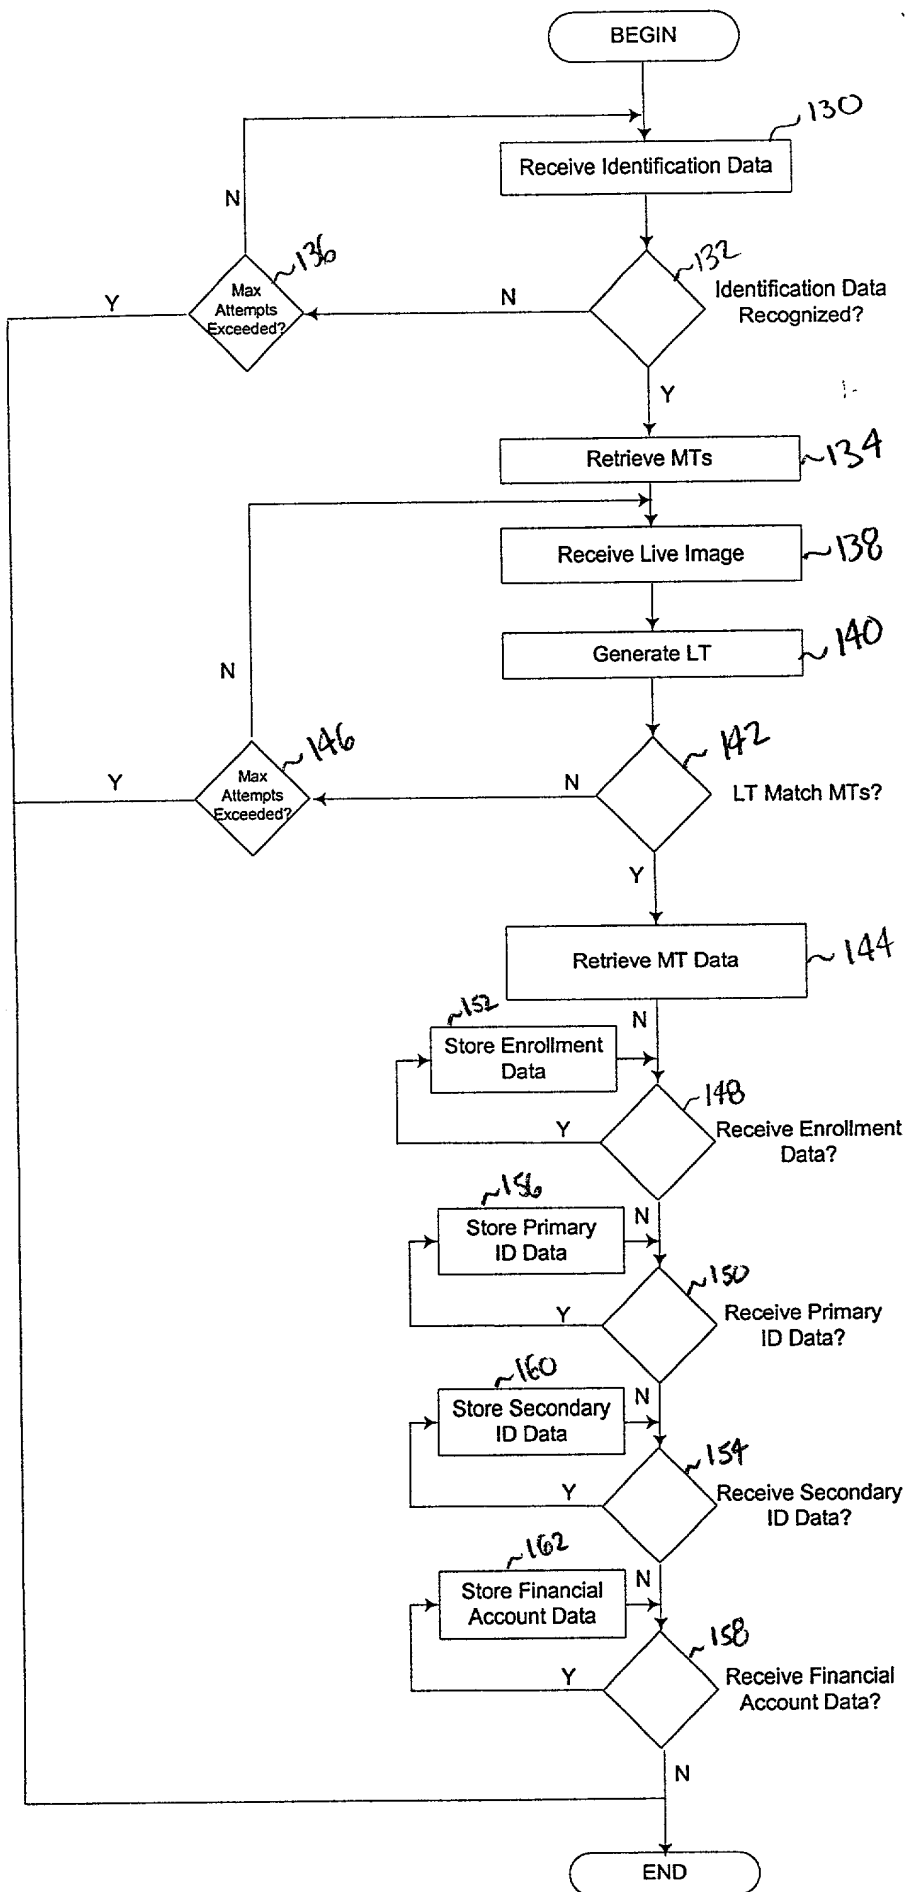 BEGIN
130
Receive Identification Data
N
136
132
Y
Max
Attempts
Exceeded?
N
Identification Data
Recognized?
Y
Retrieve MTs
134
Receive Live Image
138
Generate LT
140
N
146
142
Y
Max
Attempts
Exceeded?
N
LT Match MTs?
Y
Retrieve MT Data
144
152
N
Store Enrollment
Data
148
Y
Receive Enrollment
Data?
156
N
Store Primary
ID Data
150
Y
Receive Primary
ID Data?
160
N
Store Secondary
ID Data
154
Y
Receive Secondary
ID Data?
162
N
Store Financial
Account Data
158
Y
Receive Financial
Account Data?
N
END